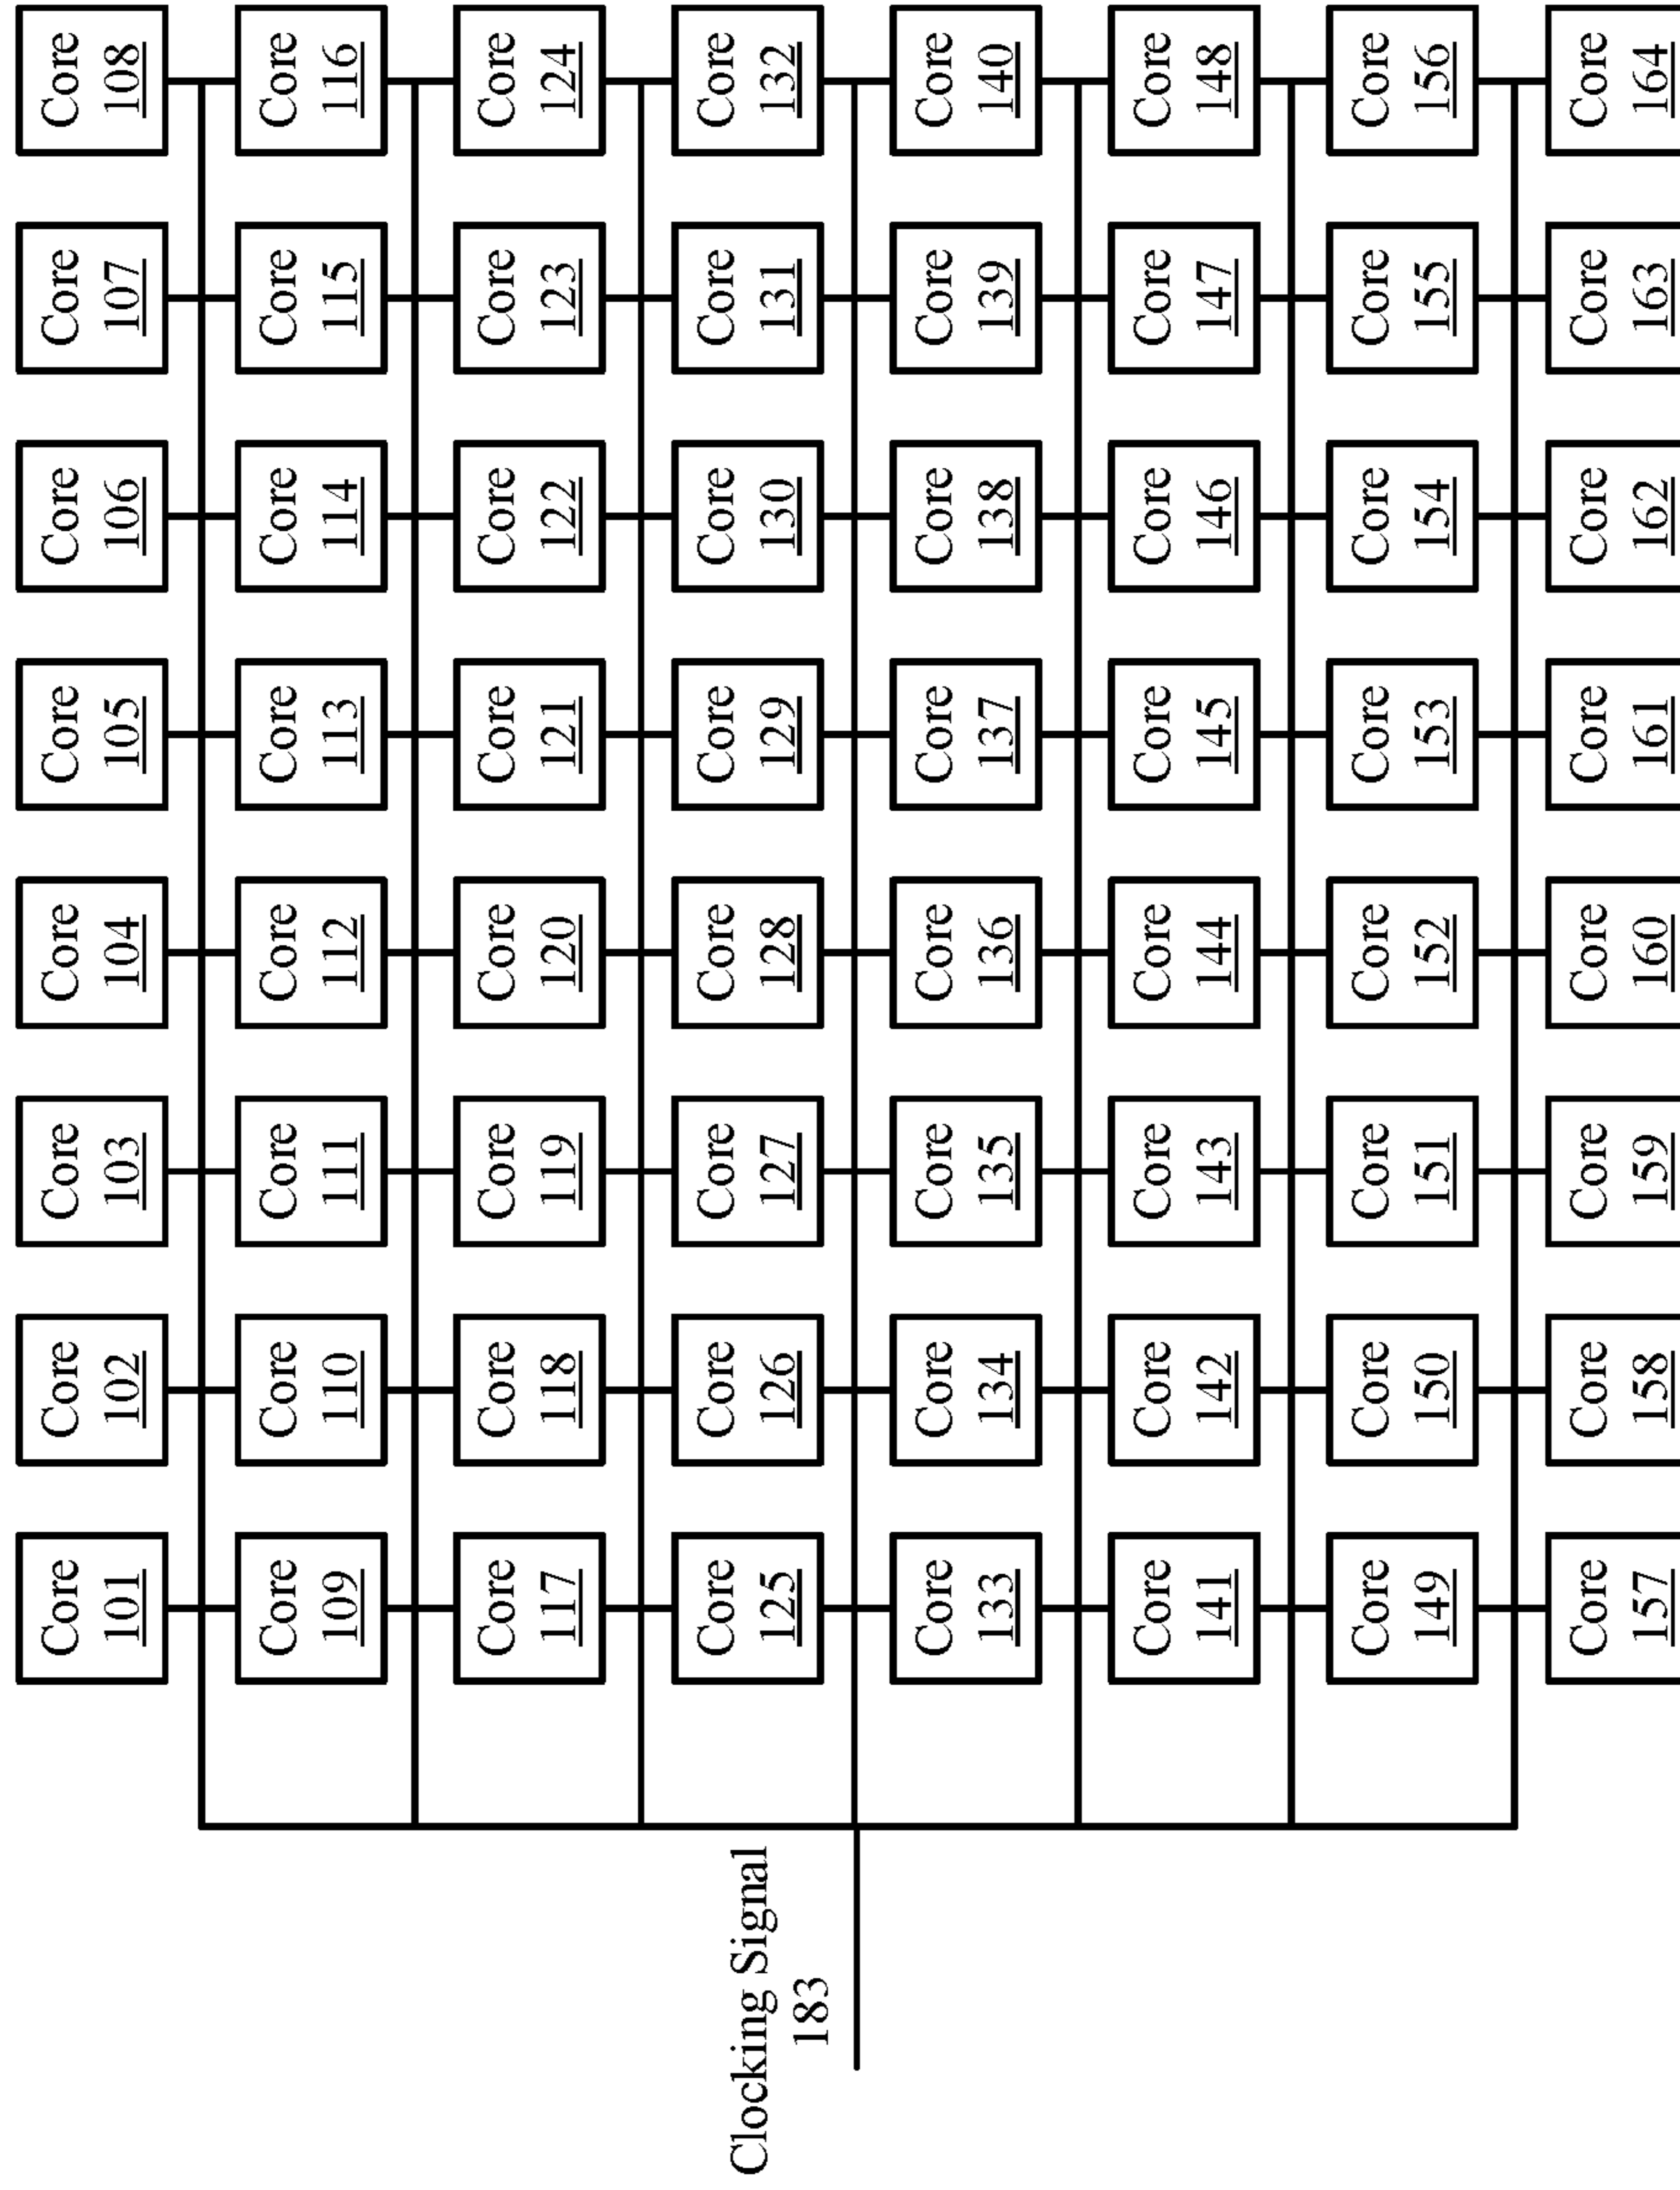 Core
101
Core
102
Core
103
Core
104
Core
105
Core
106
Core
107
Core
108
Core
109
Core
110
Core
111
Core
112
Core
113
Core
114
Core
115
Core
116
Core
117
Core
118
Core
119
Core
120
Core
121
Core
122
Core
123
Core
124
Clocking Signal
183
Core
125
Core
126
Core
127
Core
128
Core
129
Core
130
Core
131
Core
132
Core
133
Core
134
Core
135
Core
136
Core
137
Core
138
Core
139
Core
140
Core
141
Core
142
Core
143
Core
144
Core
145
Core
146
Core
147
Core
148
Core
149
Core
150
Core
151
Core
152
Core
153
Core
154
Core
155
Core
156
Core
157
Core
158
Core
159
Core
160
Core
161
Core
162
Core
163
Core
164